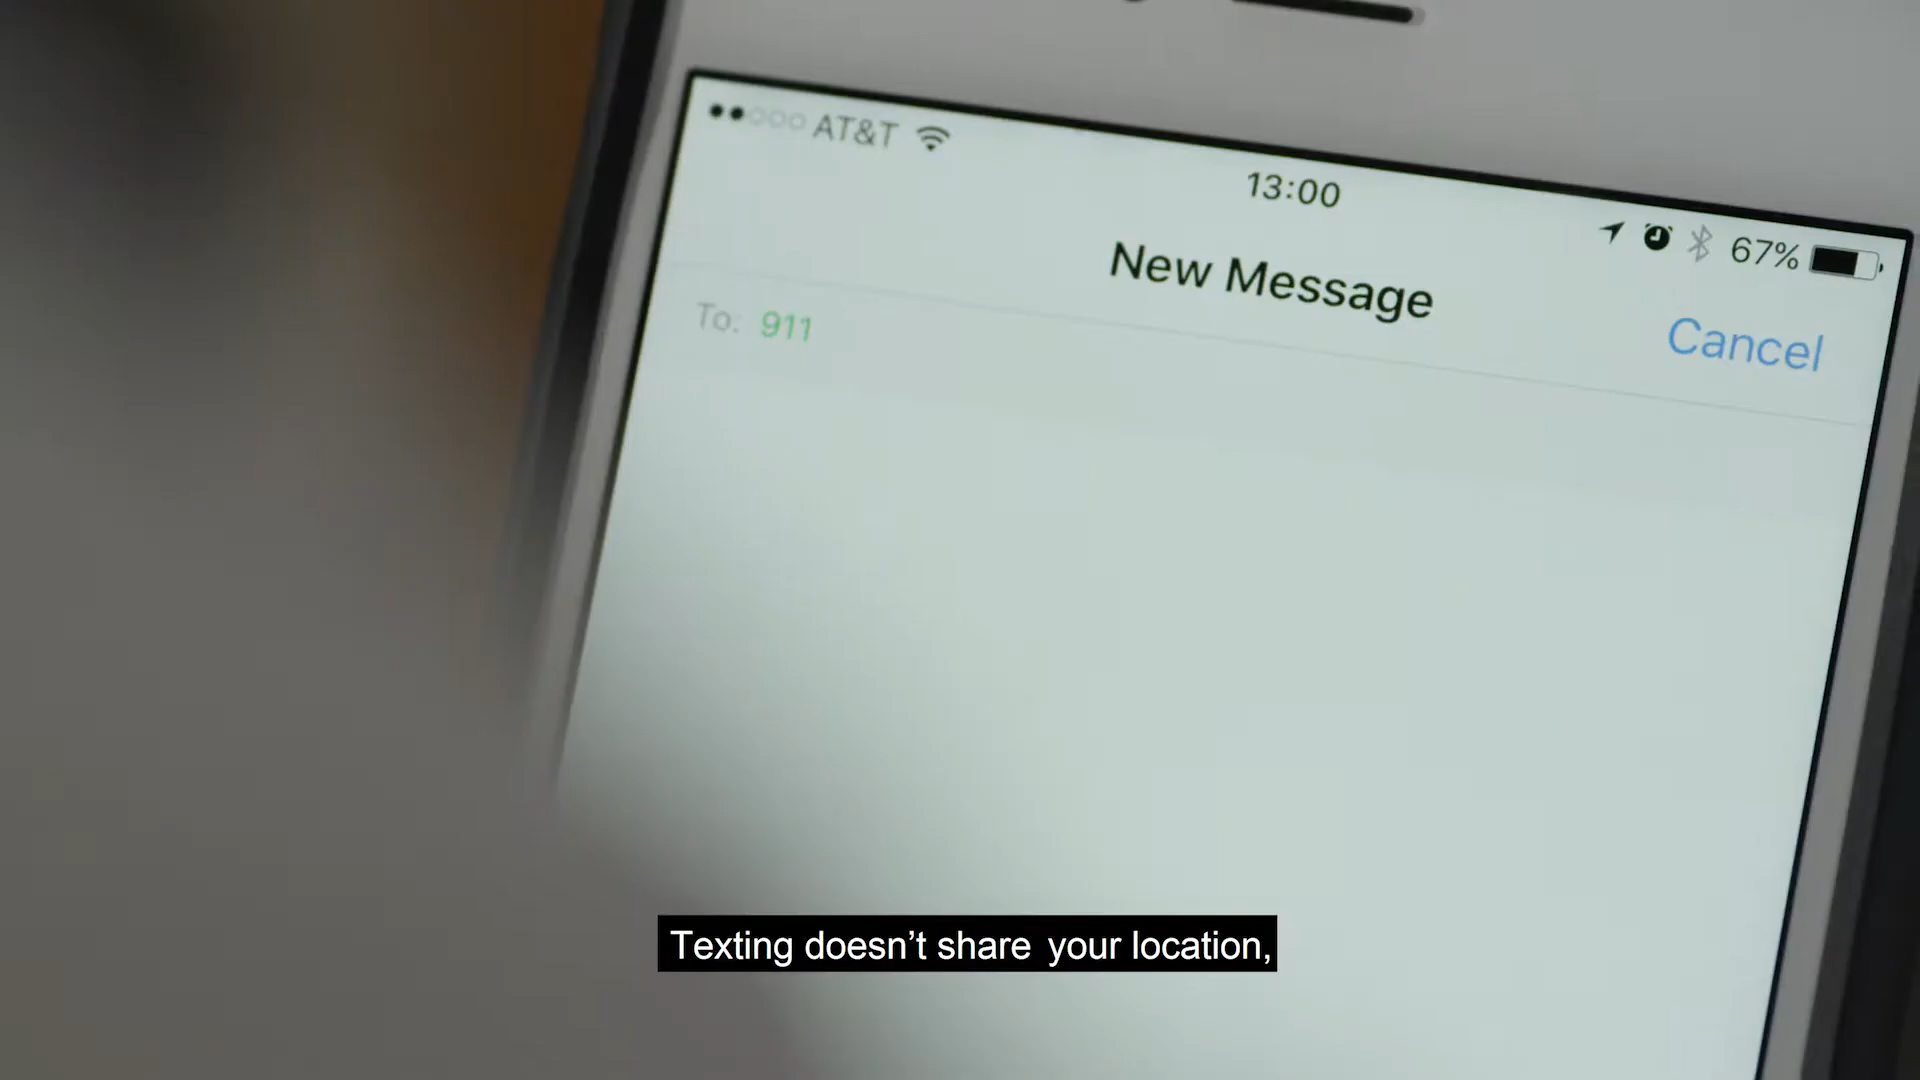 AT&T
13:00
67%
New Message
Cancel
To: 911
Texting doesn’t share your location,